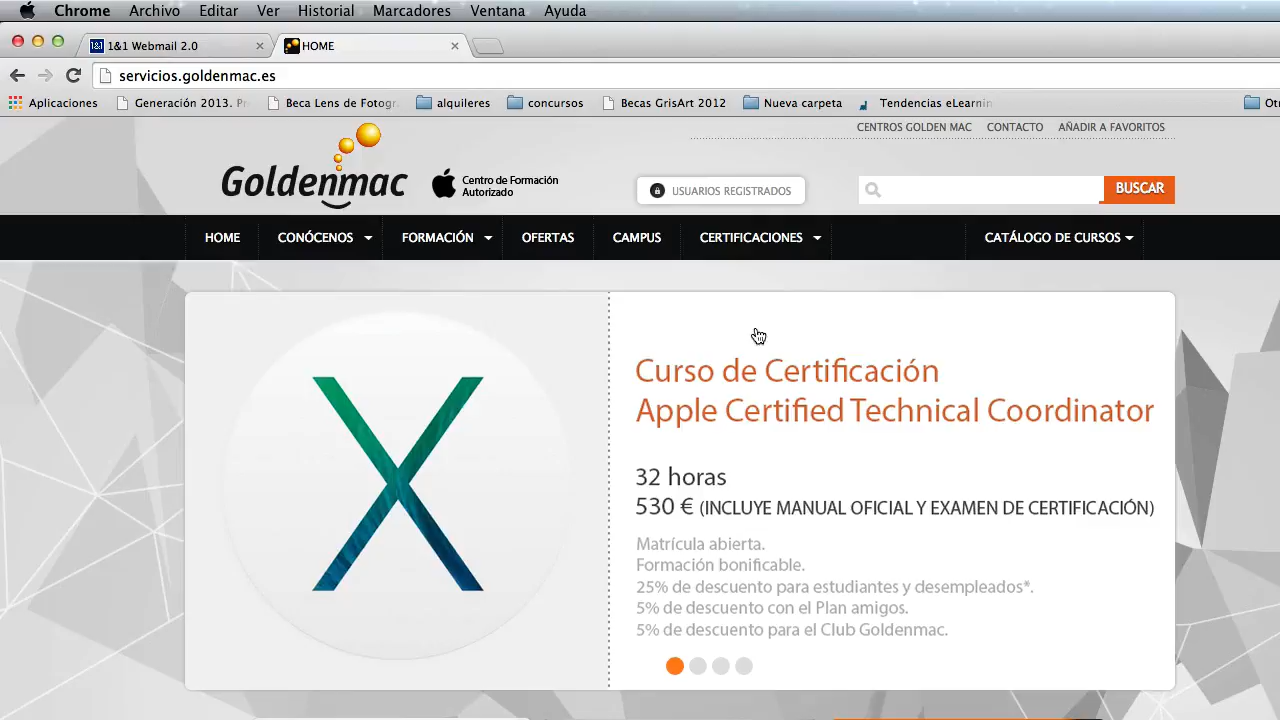 Chrome Archivo Editar Ver Historial Marcadores Ventana Ayuda
1&1 Webmail 2.0
HOME
servicios.goldenmac.es
Aplicaciones
Generación 2013. P
Beca Lens de Fotogr
alquileres
concursos
Becas GrisArt 2012
Nueva carpeta
Tendencias eLearnin
Ot
CENTROS GOLDEN MAC CONTACTO AÑADIR A FAVORITOS
Goldenmac
Centro de Formación
Autorizado
USUARIOS REGISTRADOS
BUSCAR
HOME CONÓCENOS FORMACIÓN OFERTAS CAMPUS CERTIFICACIONES CATÁLOGO DE CURSOS
Curso de Certificación
Apple Certified Technical Coordinator
32 horas
530 € (INCLUYE MANUAL OFICIAL Y EXAMEN DE CERTIFICACIÓN)
Matrícula abierta.
Formación bonificable.
25% de descuento para estudiantes y desempleados*.
5% de descuento con el Plan amigos.
5% de descuento para el Club Goldenmac.